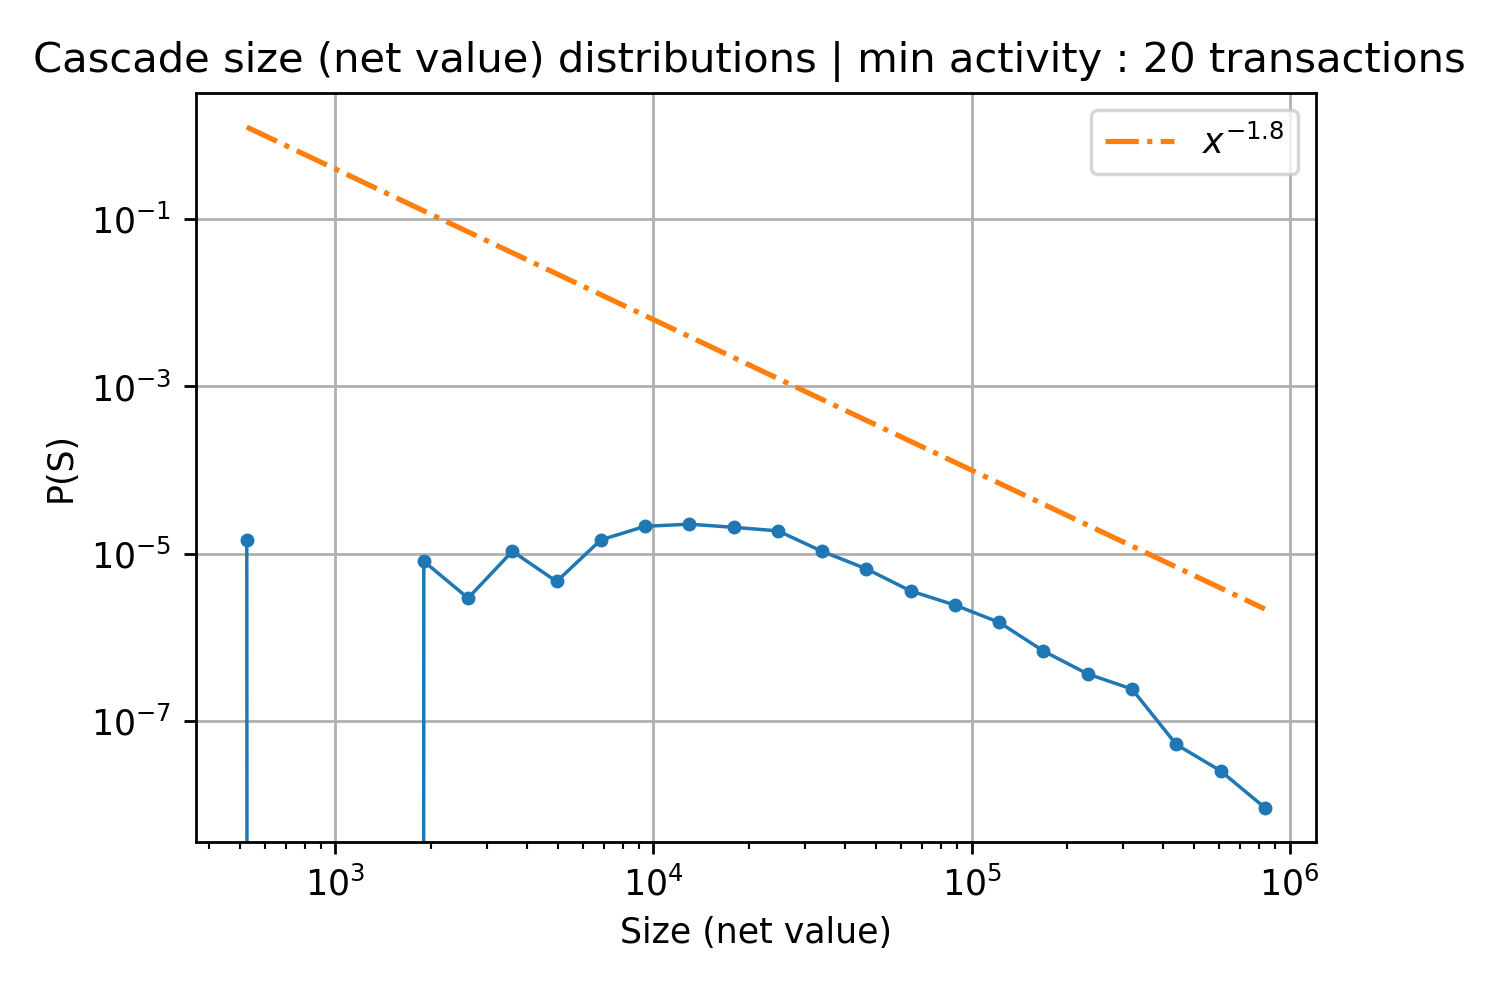 Cascade size (net value) distributions | min activity : 20 transactions
x^{-1.8}
10^{-1}
10^{-3}
10^{-5}
10^{-7}
P(S)
10^3 10^4 10^5 10^6
Size (net value)